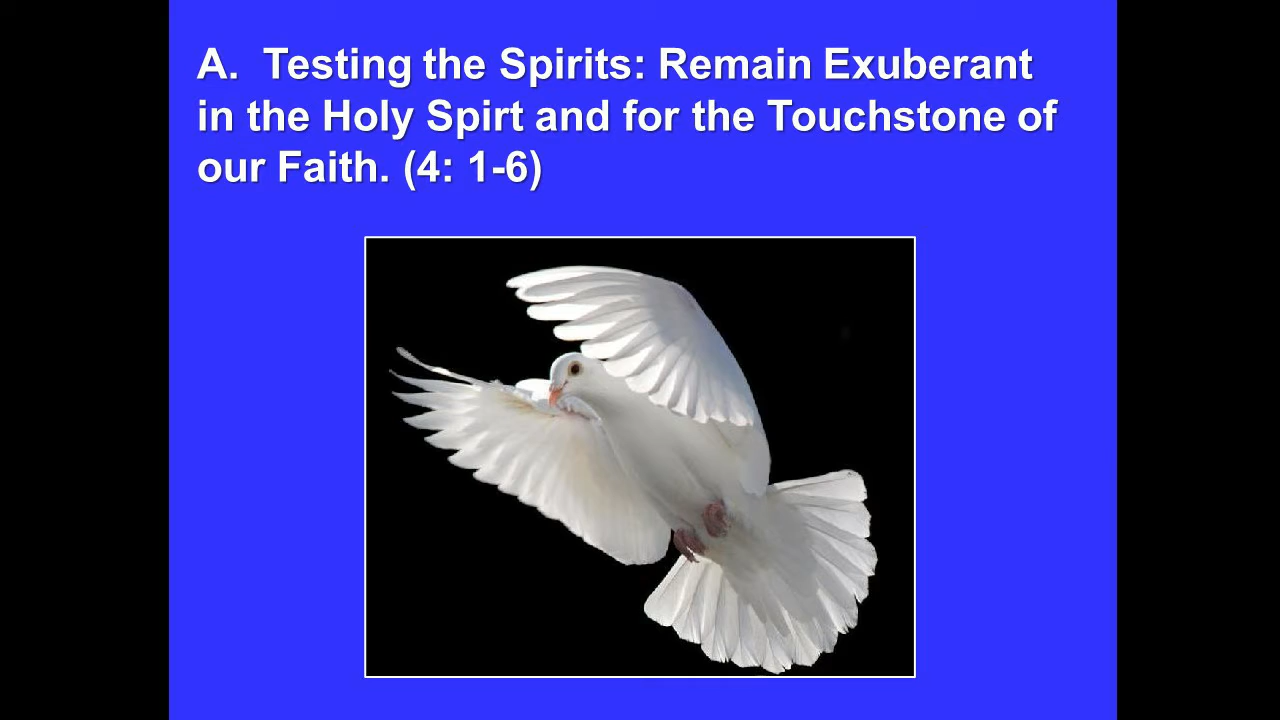 A. Testing the Spirits: Remain Exuberant
in the Holy Spirt and for the Touchstone of
our Faith. (4: 1-6)